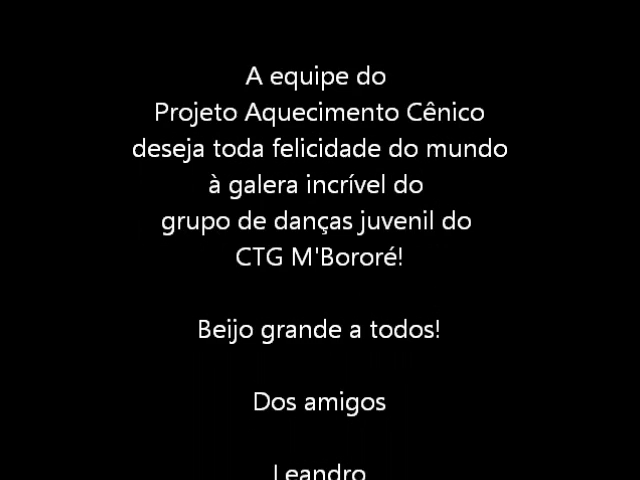 A equipe do
Projeto Aquecimento Cênico
deseja toda felicidade do mundo
à galera incrível do
grupo de danças juvenil do
CTG M'Bororé!
Beijo grande a todos!
Dos amigos
Leandro